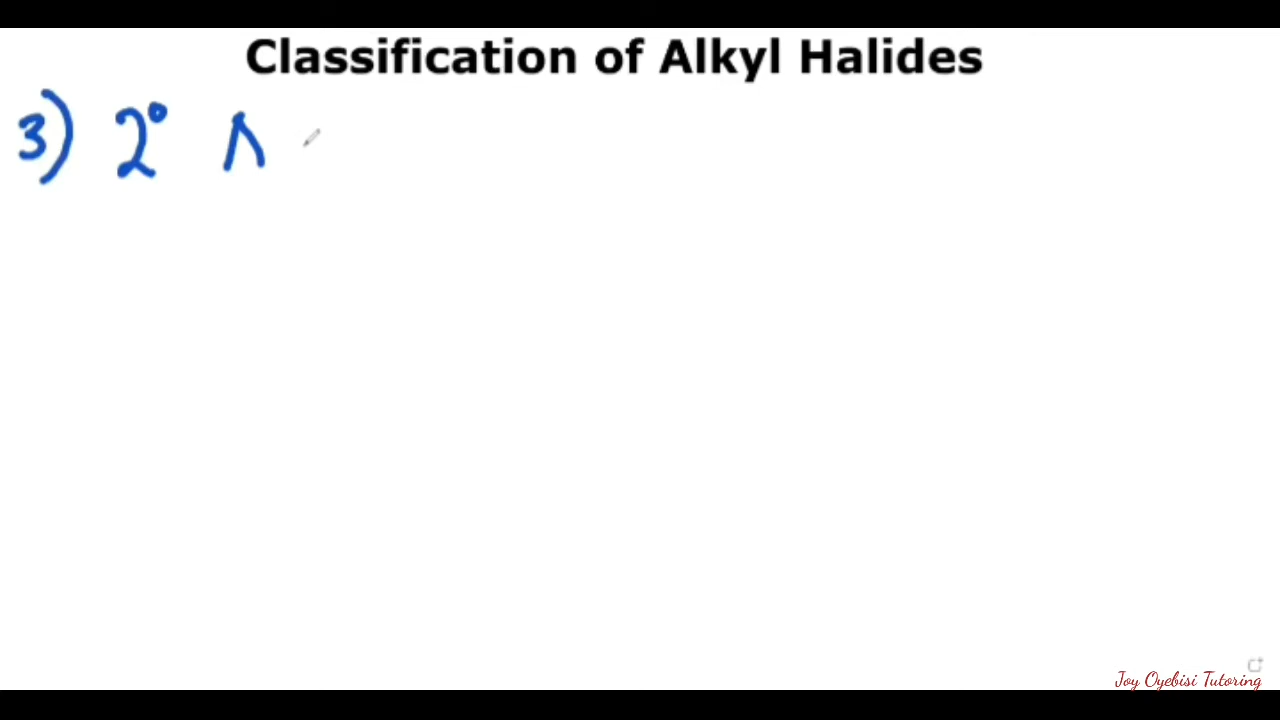 Classification of Alkyl Halides
3) 2°
Joy Oyebisi Tutoring